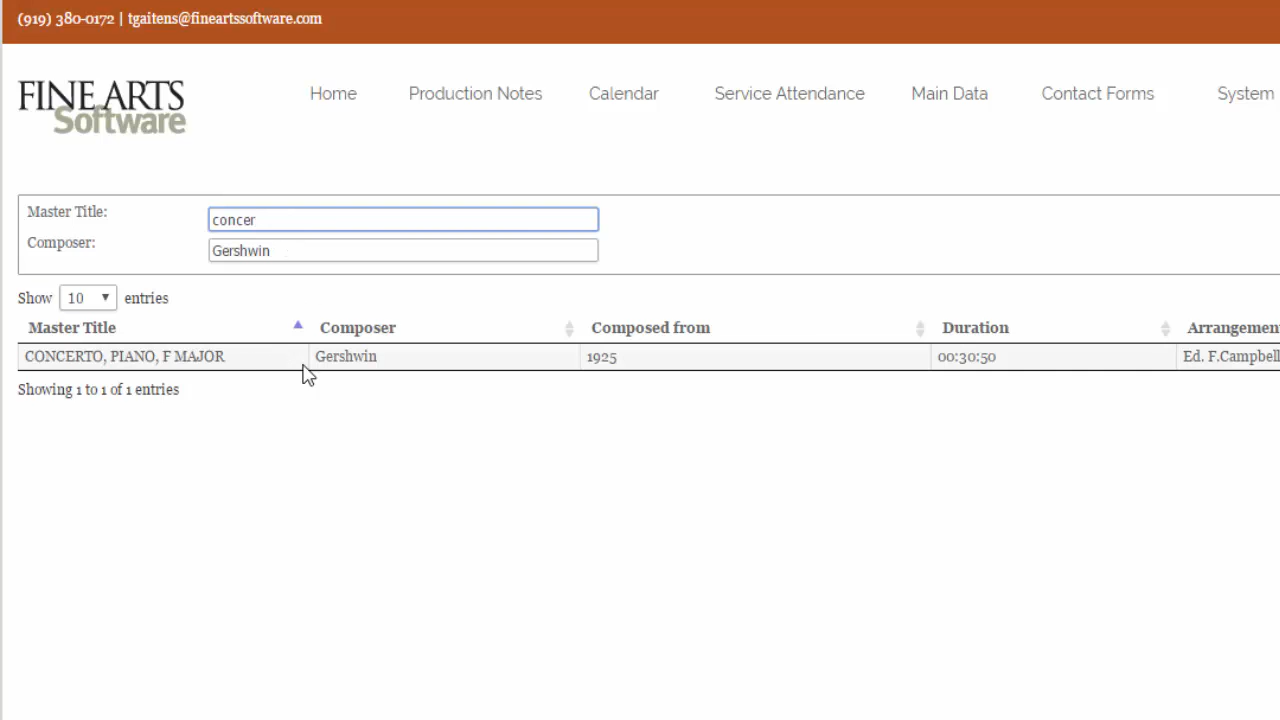 (919) 380-0172 | tgaitens@fineartssoftware.com
FINE ARTS
Software
Home Production Notes Calendar Service Attendance Main Data Contact Forms System
Master Title: concer
Composer: Gershwin
Show 10 entries
Master Title Composer Composed from Duration Arrangemen
CONCERTO, PIANO, F MAJOR Gershwin 1925 00:30:50 Ed. F.Campbell
Showing 1 to 1 of 1 entries